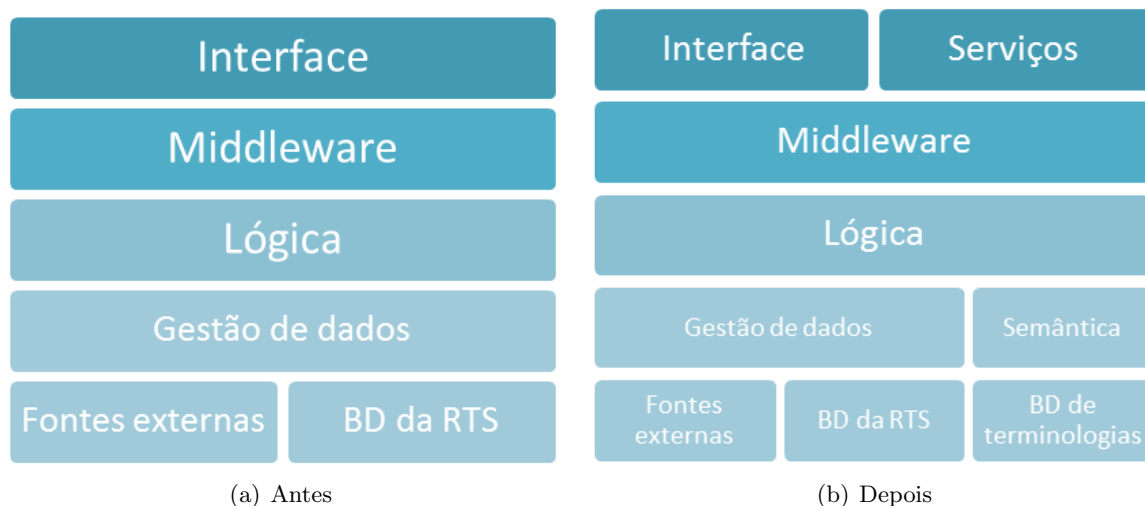 Interface
Middleware
Lógica
Gestão de dados
Fontes externas
BD da RTS
(a) Antes
Interface
Serviços
Middleware
Lógica
Gestão de dados
Semântica
Fontes
externas
BD da RTS
BD de
terminologias
(b) Depois